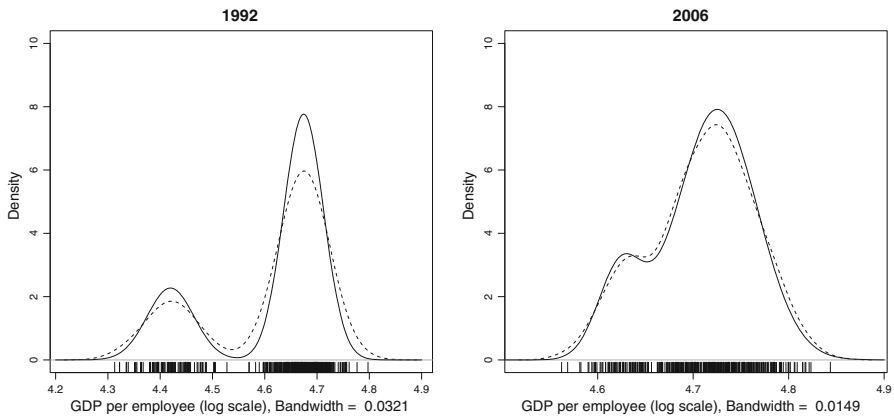 1992
10
8
6
4
2
0
Density
4.2 4.3 4.4 4.5 4.6 4.7 4.8 4.9
GDP per employee (log scale), Bandwidth = 0.0321
2006
10
8
6
4
2
0
Density
4.6 4.7 4.8 4.9
GDP per employee (log scale), Bandwidth = 0.0149